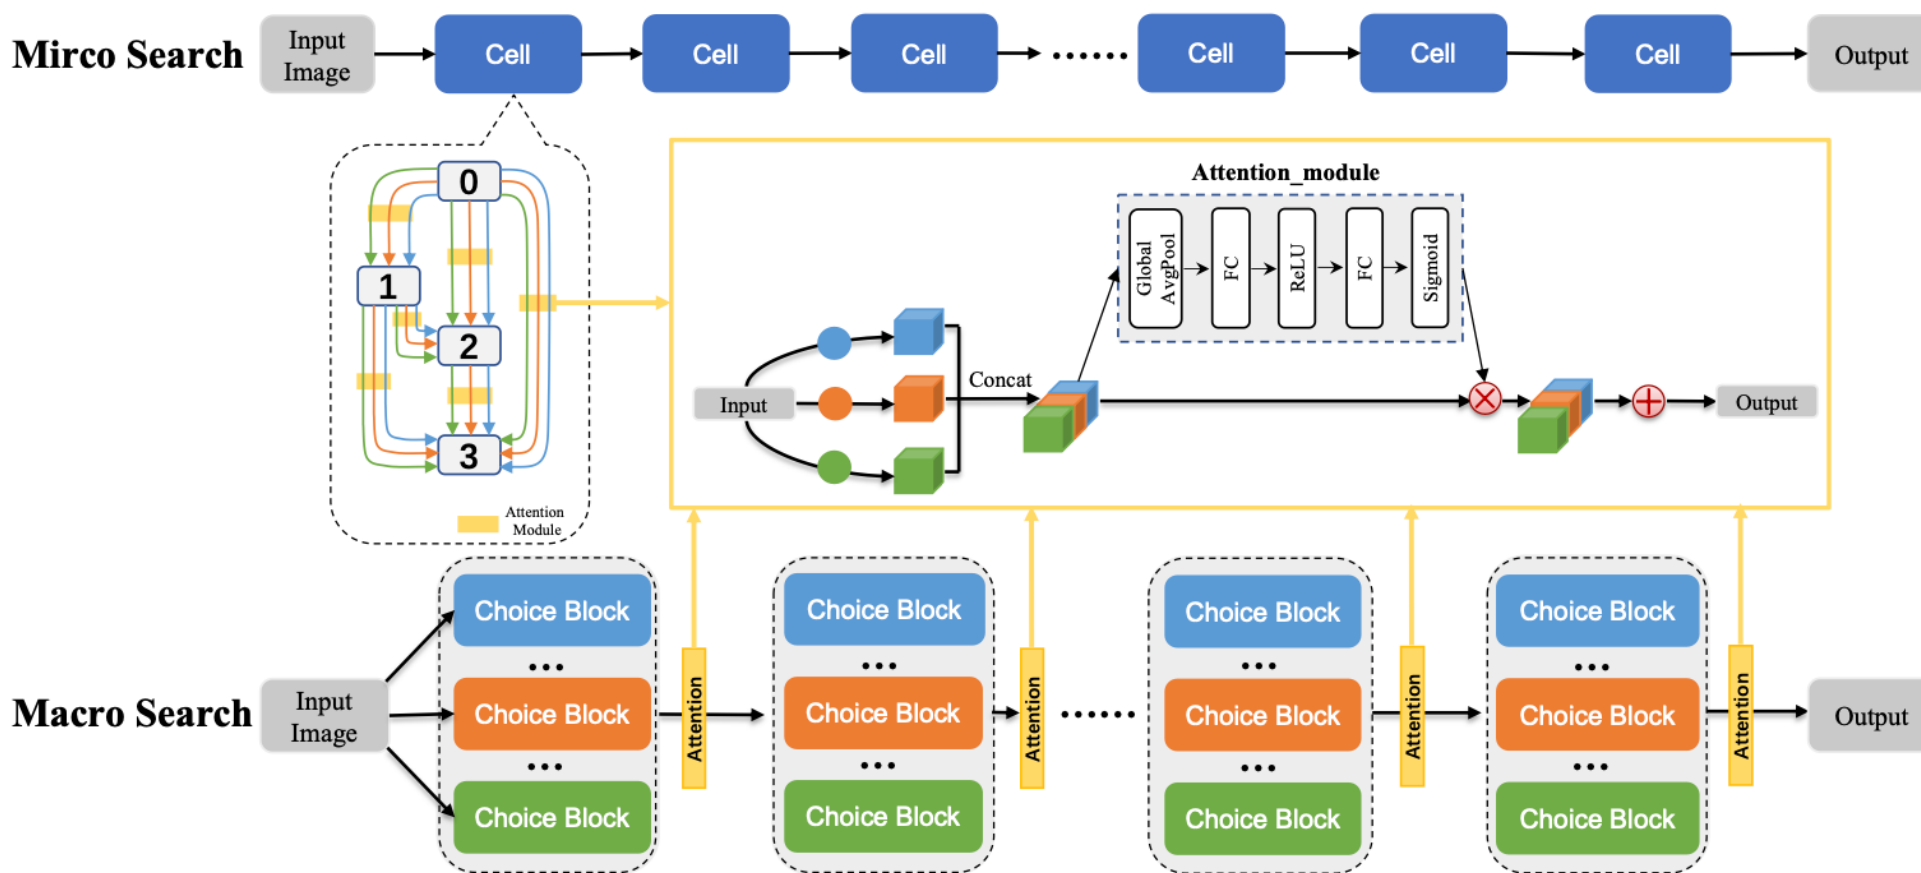 Mirco Search
Input
Image
Cell
Cell
Cell
......
Cell
Cell
Cell
Output
0
1
2
3
Attention
Module
Attention_module
Global
AvgPool
FC
ReLU
FC
Sigmoid
Input
Concat
Output
Macro Search
Input
Image
Choice Block
...
Choice Block
...
Choice Block
Attention
Choice Block
...
Choice Block
...
Choice Block
Attention
......
Choice Block
...
Choice Block
...
Choice Block
Attention
Choice Block
...
Choice Block
...
Choice Block
Attention
Output